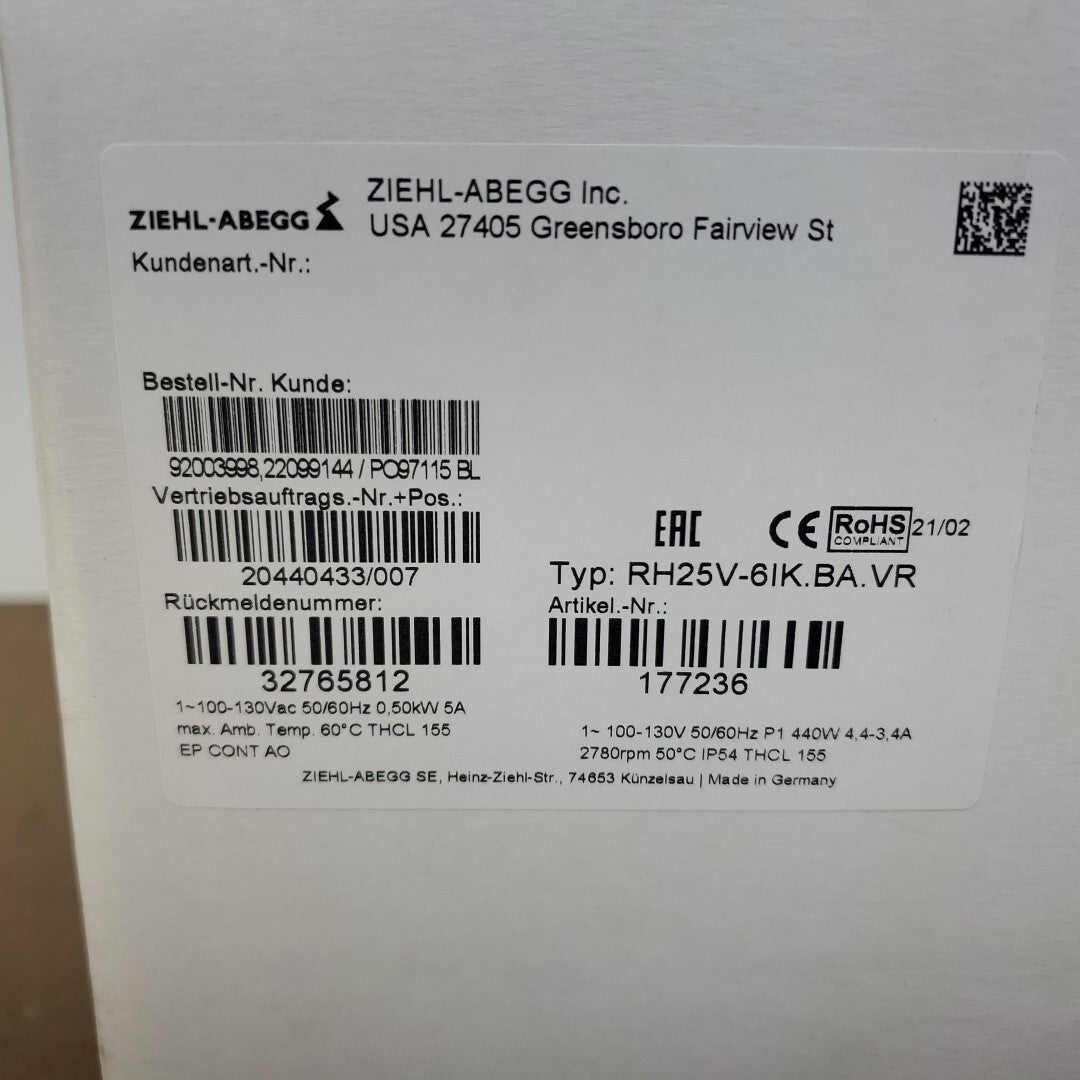 ZIEHL-ABEGG
ZIEHL-ABEGG Inc.
USA 27405 Greensboro Fairview St
Kundenart.-Nr.:
Bestell-Nr. Kunde:
92003998,22099144 / PO97115 BL
Vertriebsauftrags.-Nr.+Pos.:
20440433/007
EAC CE RoHS COMPLIANT 21/02
Typ: RH25V-6IK.BA.VR
Rückmeldenummer:
32765812
Artikel.-Nr.:
177236
1~100-130Vac 50/60Hz 0,50kW 5A
max. Amb. Temp. 60°C THCL 155
EP CONT AO
1~ 100-130V 50/60Hz P1 440W 4,4-3,4A
2780rpm 50°C IP54 THCL 155
ZIEHL-ABEGG SE, Heinz-Ziehl-Str., 74653 Künzelsau | Made in Germany